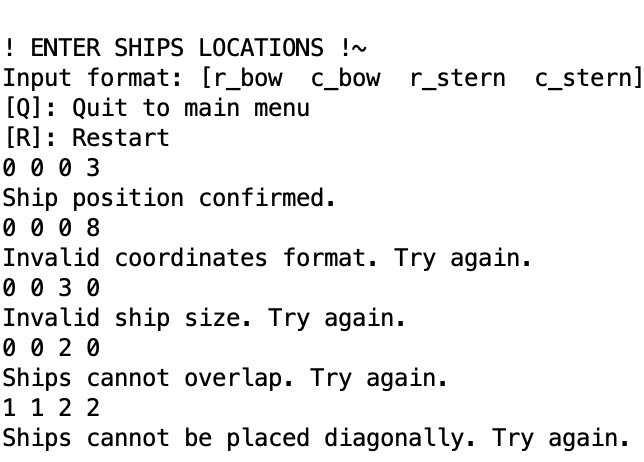 ! ENTER SHIPS LOCATIONS !~
Input format: [r_bow  c_bow  r_stern  c_stern]
[Q]: Quit to main menu
[R]: Restart
0 0 0 3
Ship position confirmed.
0 0 0 8
Invalid coordinates format. Try again.
0 0 3 0
Invalid ship size. Try again.
0 0 2 0
Ships cannot overlap. Try again.
1 1 2 2
Ships cannot be placed diagonally. Try again.